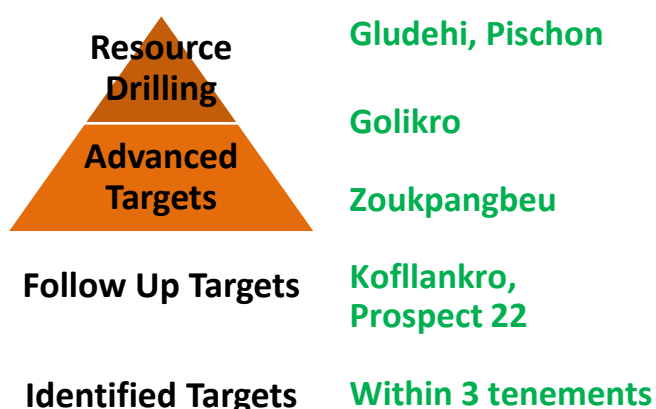 Resource
Drilling
Gludehi, Pischon
Advanced
Targets
Golikro
Zoukpangbeu
Follow Up Targets
Kofllankro,
Prospect 22
Identified Targets
Within 3 tenements